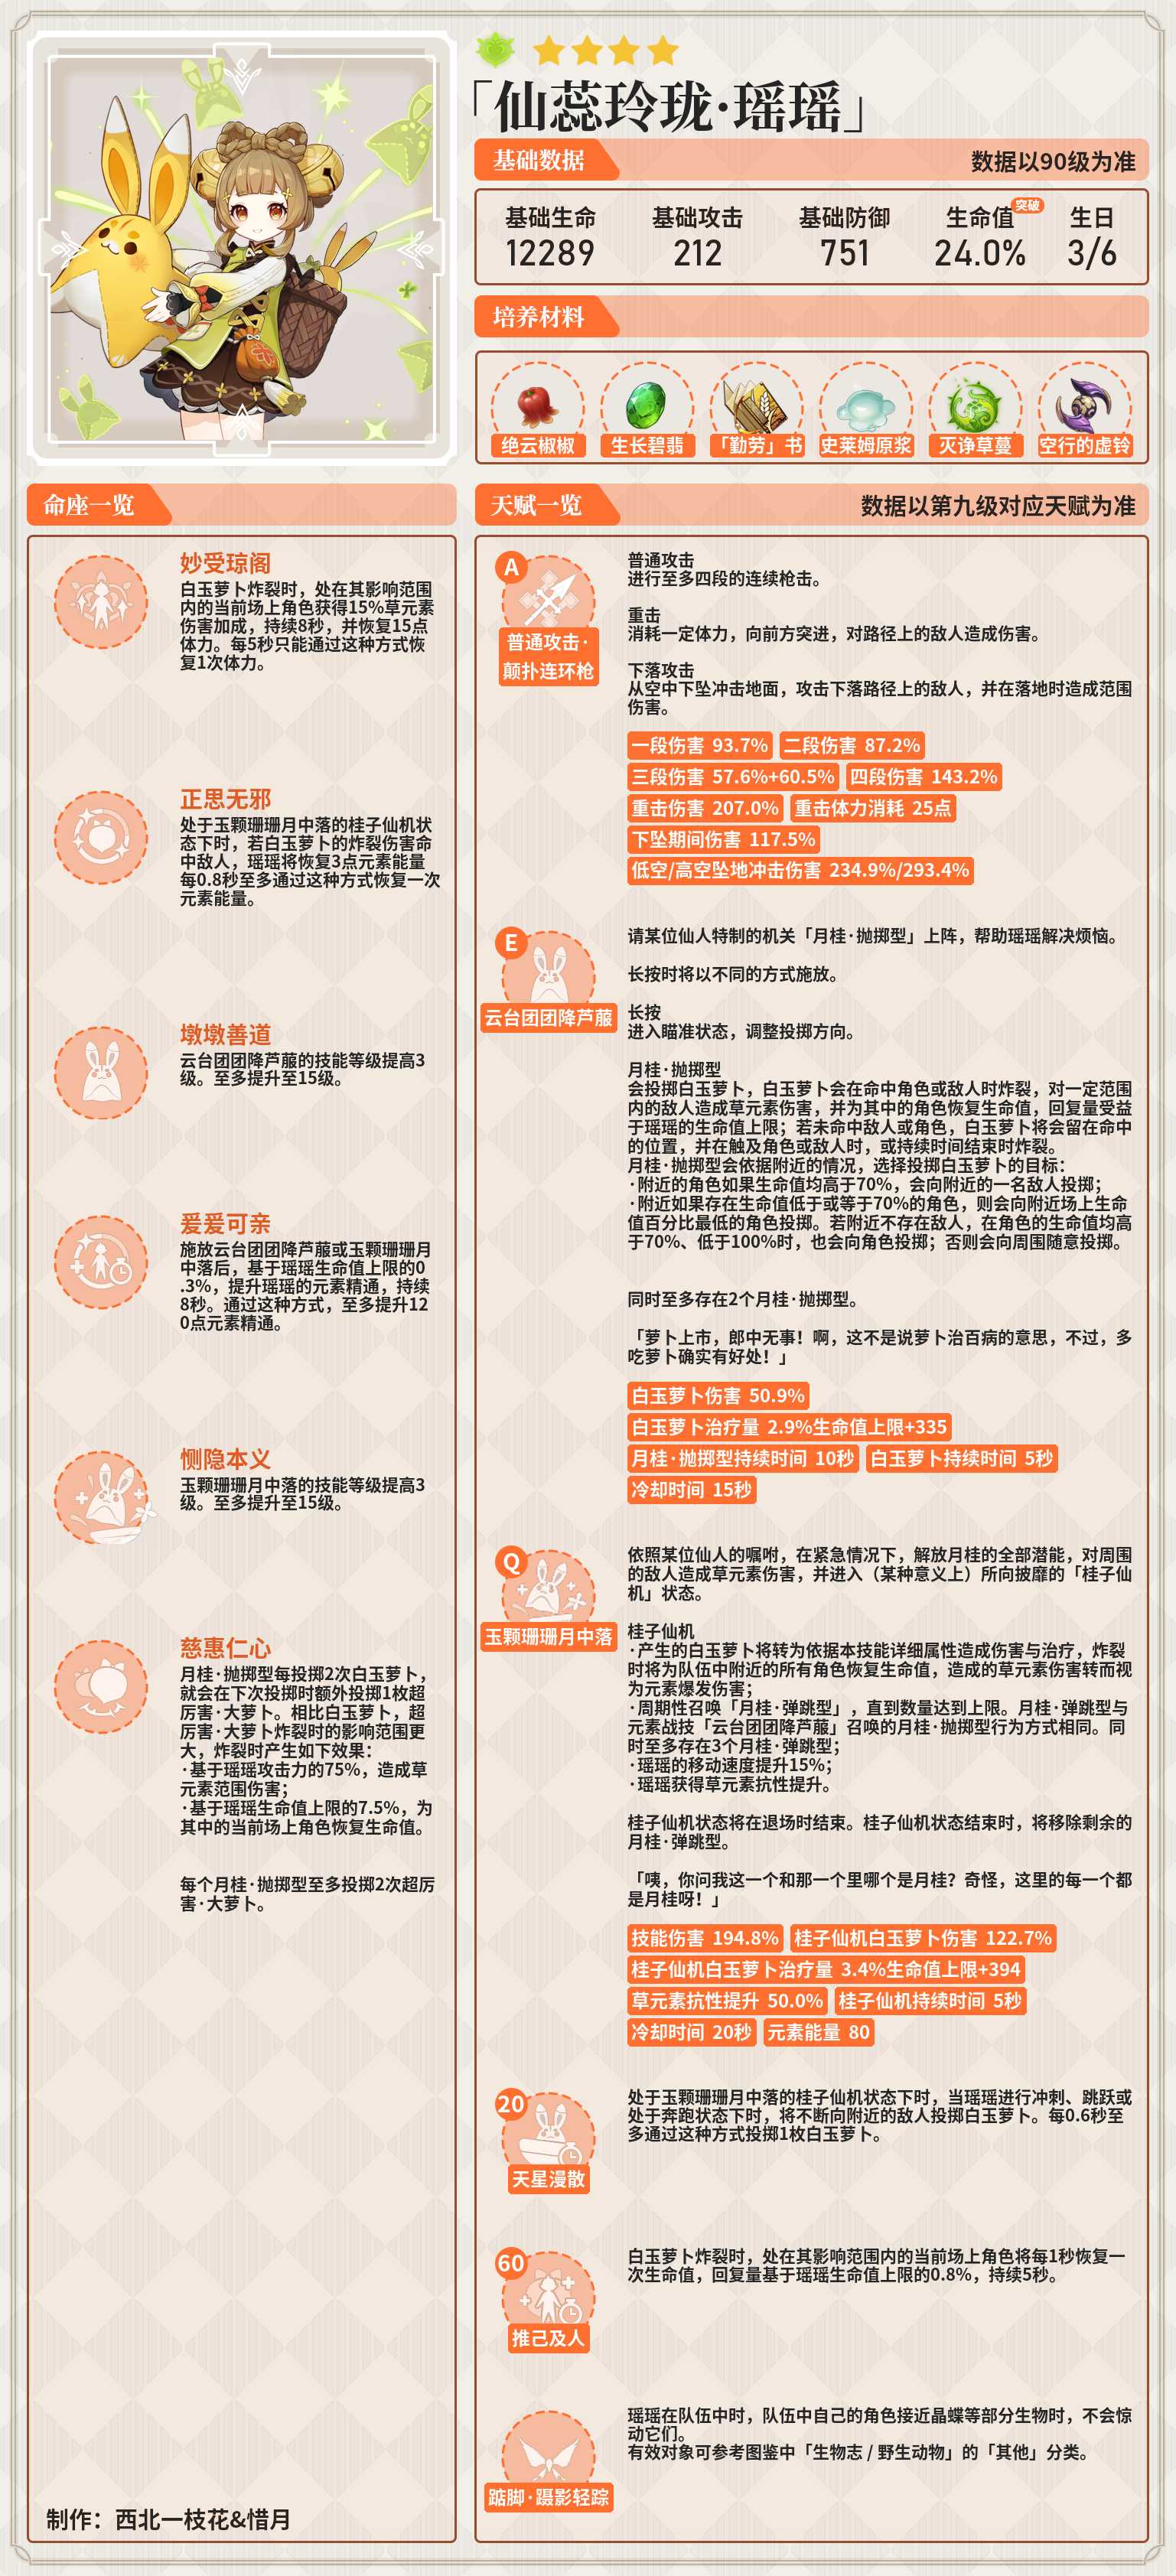 「仙蕊玲珑·瑶瑶」
基础数据
数据以90级为准
基础生命
基础攻击
基础防御
生命值
突破
生日
12289
212
751
24.0%
3/6
培养材料
绝云椒椒
生长碧翡
「勤劳」书
史莱姆原浆
灭诤草蔓
空行的虚铃
命座一览
妙受琼阁
白玉萝卜炸裂时，处在其影响范围
内的当前场上角色获得15%草元素
伤害加成，持续8秒，并恢复15点
体力。每5秒只能通过这种方式恢
复1次体力。
正思无邪
处于玉颗珊珊月中落的桂子仙机状
态下时，若白玉萝卜的炸裂伤害命
中敌人，瑶瑶将恢复3点元素能量
每0.8秒至多通过这种方式恢复一次
元素能量。
墩墩善道
云台团团降芦菔的技能等级提高3
级。至多提升至15级。
爰爰可亲
施放云台团团降芦菔或玉颗珊珊月
中落后，基于瑶瑶生命值上限的0
.3%，提升瑶瑶的元素精通，持续
8秒。通过这种方式，至多提升12
0点元素精通。
恻隐本义
玉颗珊珊月中落的技能等级提高3
级。至多提升至15级。
慈惠仁心
月桂·抛掷型每投掷2次白玉萝卜，
就会在下次投掷时额外投掷1枚超
厉害·大萝卜。相比白玉萝卜，超
厉害·大萝卜炸裂时的影响范围更
大，炸裂时产生如下效果：
·基于瑶瑶攻击力的75%，造成草
元素范围伤害；
·基于瑶瑶生命值上限的7.5%，为
其中的当前场上角色恢复生命值。
每个月桂·抛掷型至多投掷2次超厉
害·大萝卜。
制作：西北一枝花&惜月
天赋一览
数据以第九级对应天赋为准
A
普通攻击·
颠扑连环枪
普通攻击
进行至多四段的连续枪击。
重击
消耗一定体力，向前方突进，对路径上的敌人造成伤害。
下落攻击
从空中下坠冲击地面，攻击下落路径上的敌人，并在落地时造成范围
伤害。
一段伤害 93.7% 二段伤害 87.2%
三段伤害 57.6%+60.5% 四段伤害 143.2%
重击伤害 207.0% 重击体力消耗 25点
下坠期间伤害 117.5%
低空/高空坠地冲击伤害 234.9%/293.4%
E
云台团团降芦菔
请某位仙人特制的机关「月桂·抛掷型」上阵，帮助瑶瑶解决烦恼。
长按时将以不同的方式施放。
长按
进入瞄准状态，调整投掷方向。
月桂·抛掷型
会投掷白玉萝卜，白玉萝卜会在命中角色或敌人时炸裂，对一定范围
内的敌人造成草元素伤害，并为其中的角色恢复生命值，回复量受益
于瑶瑶的生命值上限；若未命中敌人或角色，白玉萝卜将会留在命中
的位置，并在触及角色或敌人时，或持续时间结束时炸裂。
月桂·抛掷型会依据附近的情况，选择投掷白玉萝卜的目标：
·附近的角色如果生命值均高于70%，会向附近的一名敌人投掷；
·附近如果存在生命值低于或等于70%的角色，则会向附近场上生命
值百分比最低的角色投掷。若附近不存在敌人，在角色的生命值均高
于70%、低于100%时，也会向角色投掷；否则会向周围随意投掷。
同时至多存在2个月桂·抛掷型。
「萝卜上市，郎中无事！啊，这不是说萝卜治百病的意思，不过，多
吃萝卜确实有好处！」
白玉萝卜伤害 50.9%
白玉萝卜治疗量 2.9%生命值上限+335
月桂·抛掷型持续时间 10秒 白玉萝卜持续时间 5秒
冷却时间 15秒
Q
玉颗珊珊月中落
依照某位仙人的嘱咐，在紧急情况下，解放月桂的全部潜能，对周围
的敌人造成草元素伤害，并进入（某种意义上）所向披靡的「桂子仙
机」状态。
桂子仙机
·产生的白玉萝卜将转为依据本技能详细属性造成伤害与治疗，炸裂
时将为队伍中附近的所有角色恢复生命值，造成的草元素伤害转而视
为元素爆发伤害；
·周期性召唤「月桂·弹跳型」，直到数量达到上限。月桂·弹跳型与
元素战技「云台团团降芦菔」召唤的月桂·抛掷型行为方式相同。同
时至多存在3个月桂·弹跳型；
·瑶瑶的移动速度提升15%；
·瑶瑶获得草元素抗性提升。
桂子仙机状态将在退场时结束。桂子仙机状态结束时，将移除剩余的
月桂·弹跳型。
「咦，你问我这一个和那一个里哪个是月桂？奇怪，这里的每一个都
是月桂呀！」
技能伤害 194.8% 桂子仙机白玉萝卜伤害 122.7%
桂子仙机白玉萝卜治疗量 3.4%生命值上限+394
草元素抗性提升 50.0% 桂子仙机持续时间 5秒
冷却时间 20秒 元素能量 80
20
天星漫散
处于玉颗珊珊月中落的桂子仙机状态下时，当瑶瑶进行冲刺、跳跃或
处于奔跑状态下时，将不断向附近的敌人投掷白玉萝卜。每0.6秒至
多通过这种方式投掷1枚白玉萝卜。
60
推己及人
白玉萝卜炸裂时，处在其影响范围内的当前场上角色将每1秒恢复一
次生命值，回复量基于瑶瑶生命值上限的0.8%，持续5秒。
踮脚·蹑影轻踪
瑶瑶在队伍中时，队伍中自己的角色接近晶蝶等部分生物时，不会惊
动它们。
有效对象可参考图鉴中「生物志 / 野生动物」的「其他」分类。